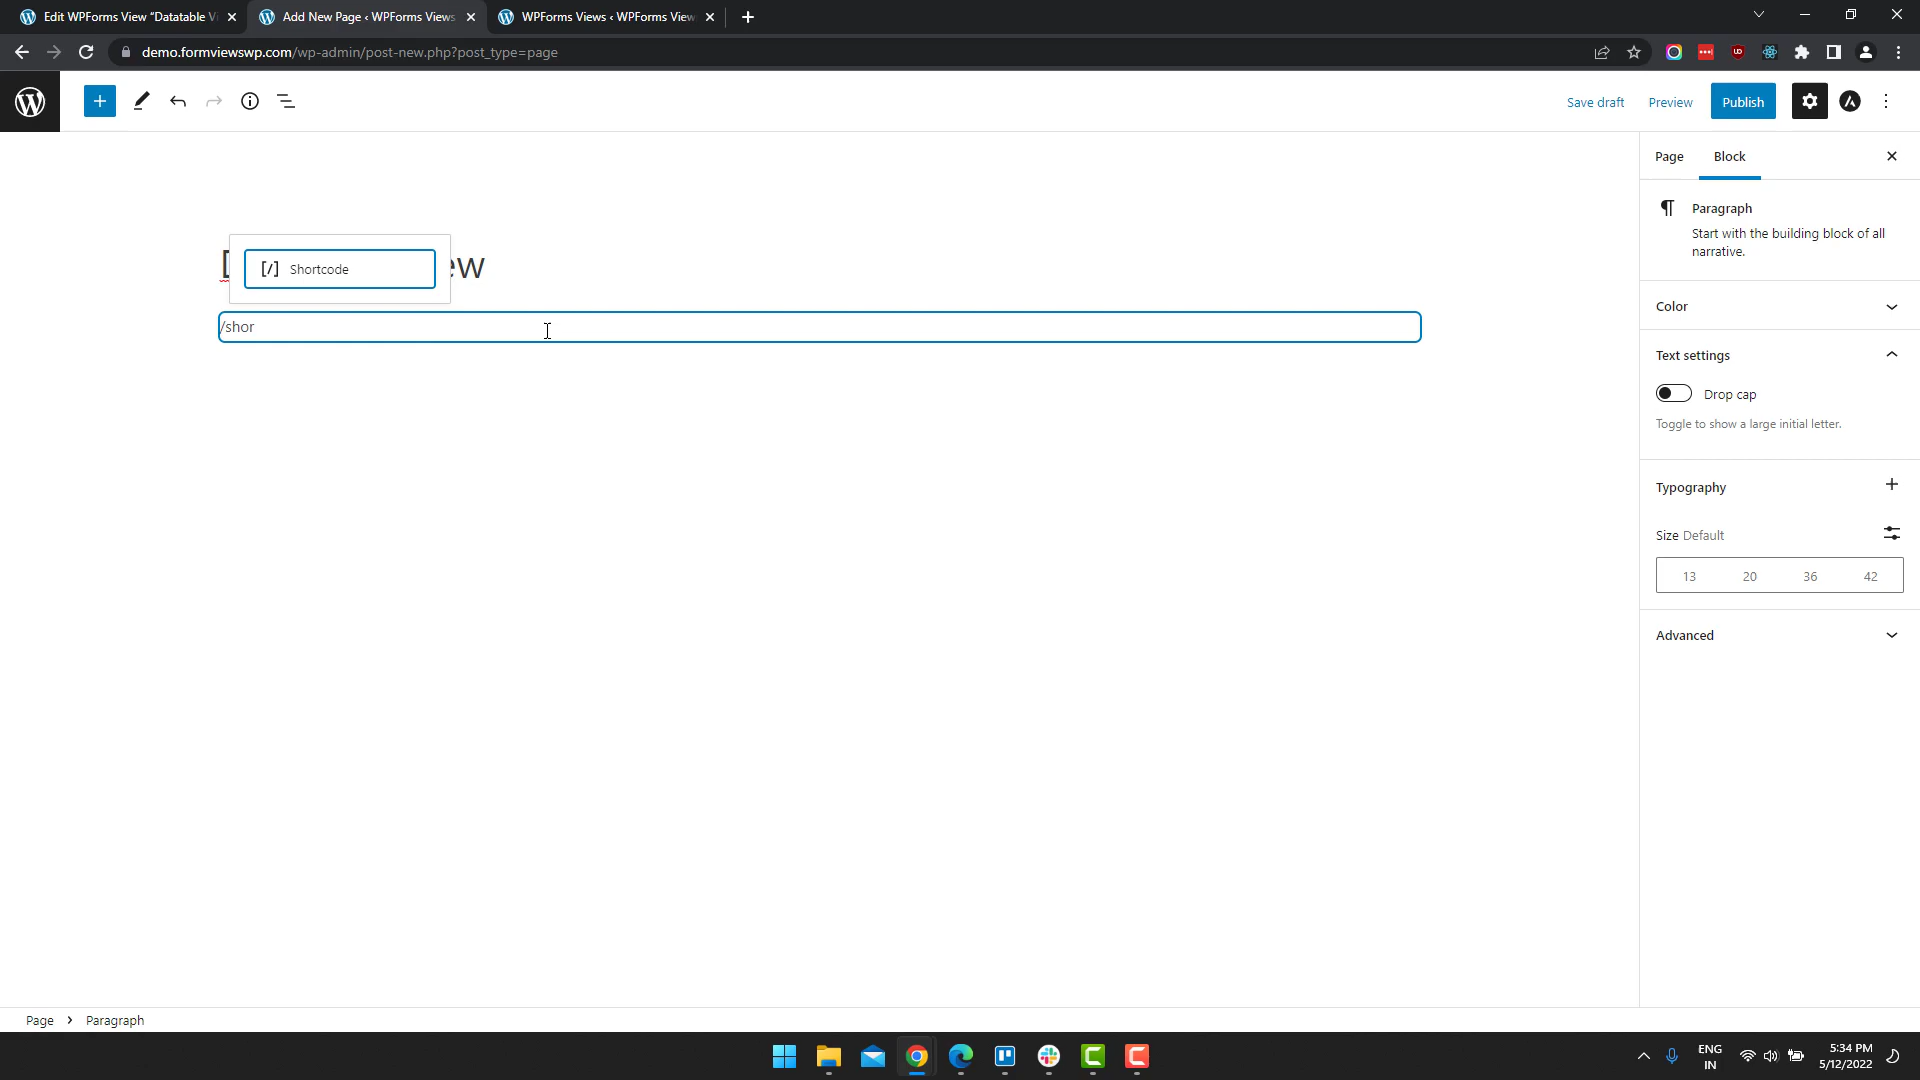 Edit WPForms View “Datatable Vi
Add New Page ‹ WPForms Views
WPForms Views ‹ WPForms View
demo.formviewswp.com/wp-admin/post-new.php?post_type=page
Save draft
Preview
Publish
Page
Block
Paragraph
Start with the building block of all
narrative.
[/] Shortcode
ew
/shor
Color
Text settings
Drop cap
Toggle to show a large initial letter.
Typography
Size Default
13 20 36 42
Advanced
Page › Paragraph
ENG
IN
5:34 PM
5/12/2022